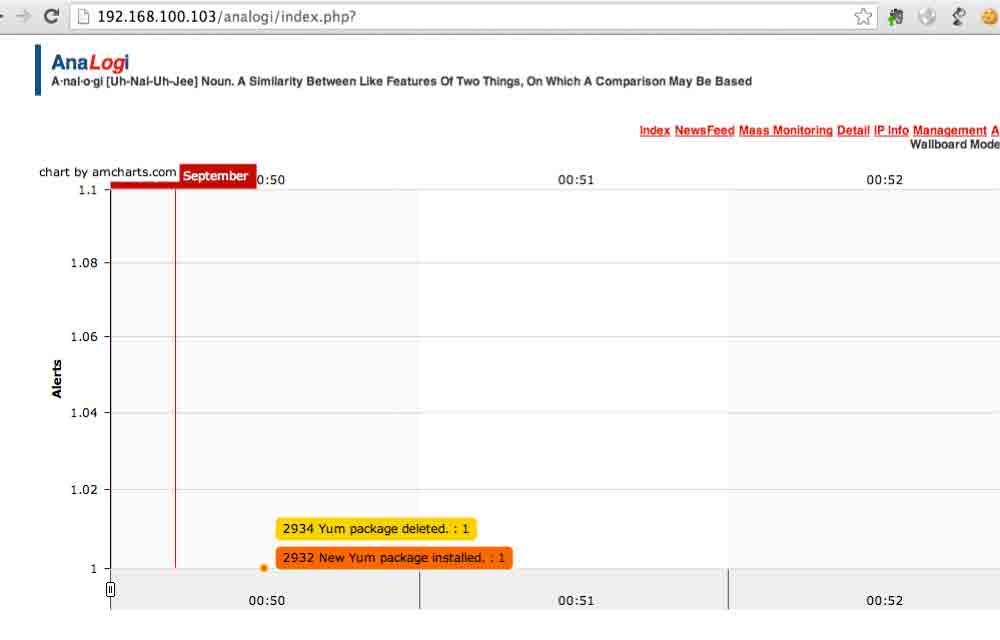 192.168.100.103/analogi/index.php?
AnaLogi
A·nal·o·gi [Uh-Nal-Uh-Jee] Noun. A Similarity Between Like Features Of Two Things, On Which A Comparison May Be Based
Index NewsFeed Mass Monitoring Detail IP Info Management A
Wallboard Mode
chart by amcharts.com September 0:50 00:51 00:52
1.1
1.08
1.06
Alerts
1.04
1.02
2934 Yum package deleted. : 1
2932 New Yum package installed. : 1
1
00:50 00:51 00:52